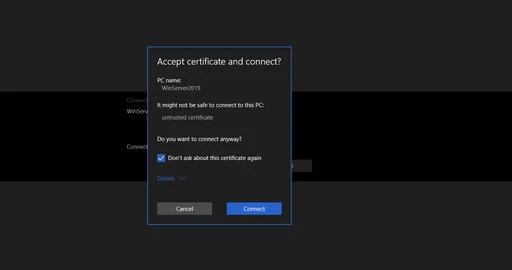 Accept certificate and connect?
PC name:
WinServer2019
It might not be safe to connect to this PC:
untrusted certificate
Do you want to connect anyway?
Don't ask about this certificate again
Details
Cancel
Connect
Connect
WinServ
Connect